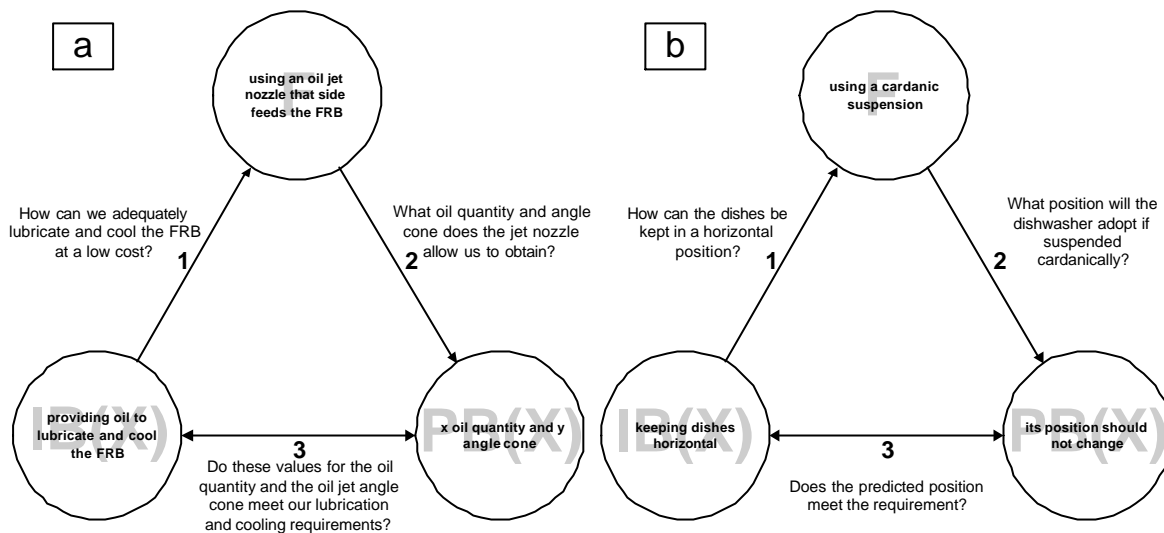 a
F
using an oil jet
nozzle that side
feeds the FRB
How can we adequately
lubricate and cool the FRB
at a low cost?
1
What oil quantity and angle
cone does the jet nozzle
allow us to obtain?
2
IB(X)
providing oil to
lubricate and cool
the FRB
PB(X)
x oil quantity and y
angle cone
3
Do these values for the oil
quantity and the oil jet angle
cone meet our lubrication
and cooling requirements?
b
F
using a cardanic
suspension
How can the dishes be
kept in a horizontal
position?
1
What position will the
dishwasher adopt if
suspended
cardanically?
2
IB(X)
keeping dishes
horizontal
PB(X)
its position should
not change
3
Does the predicted position
meet the requirement?